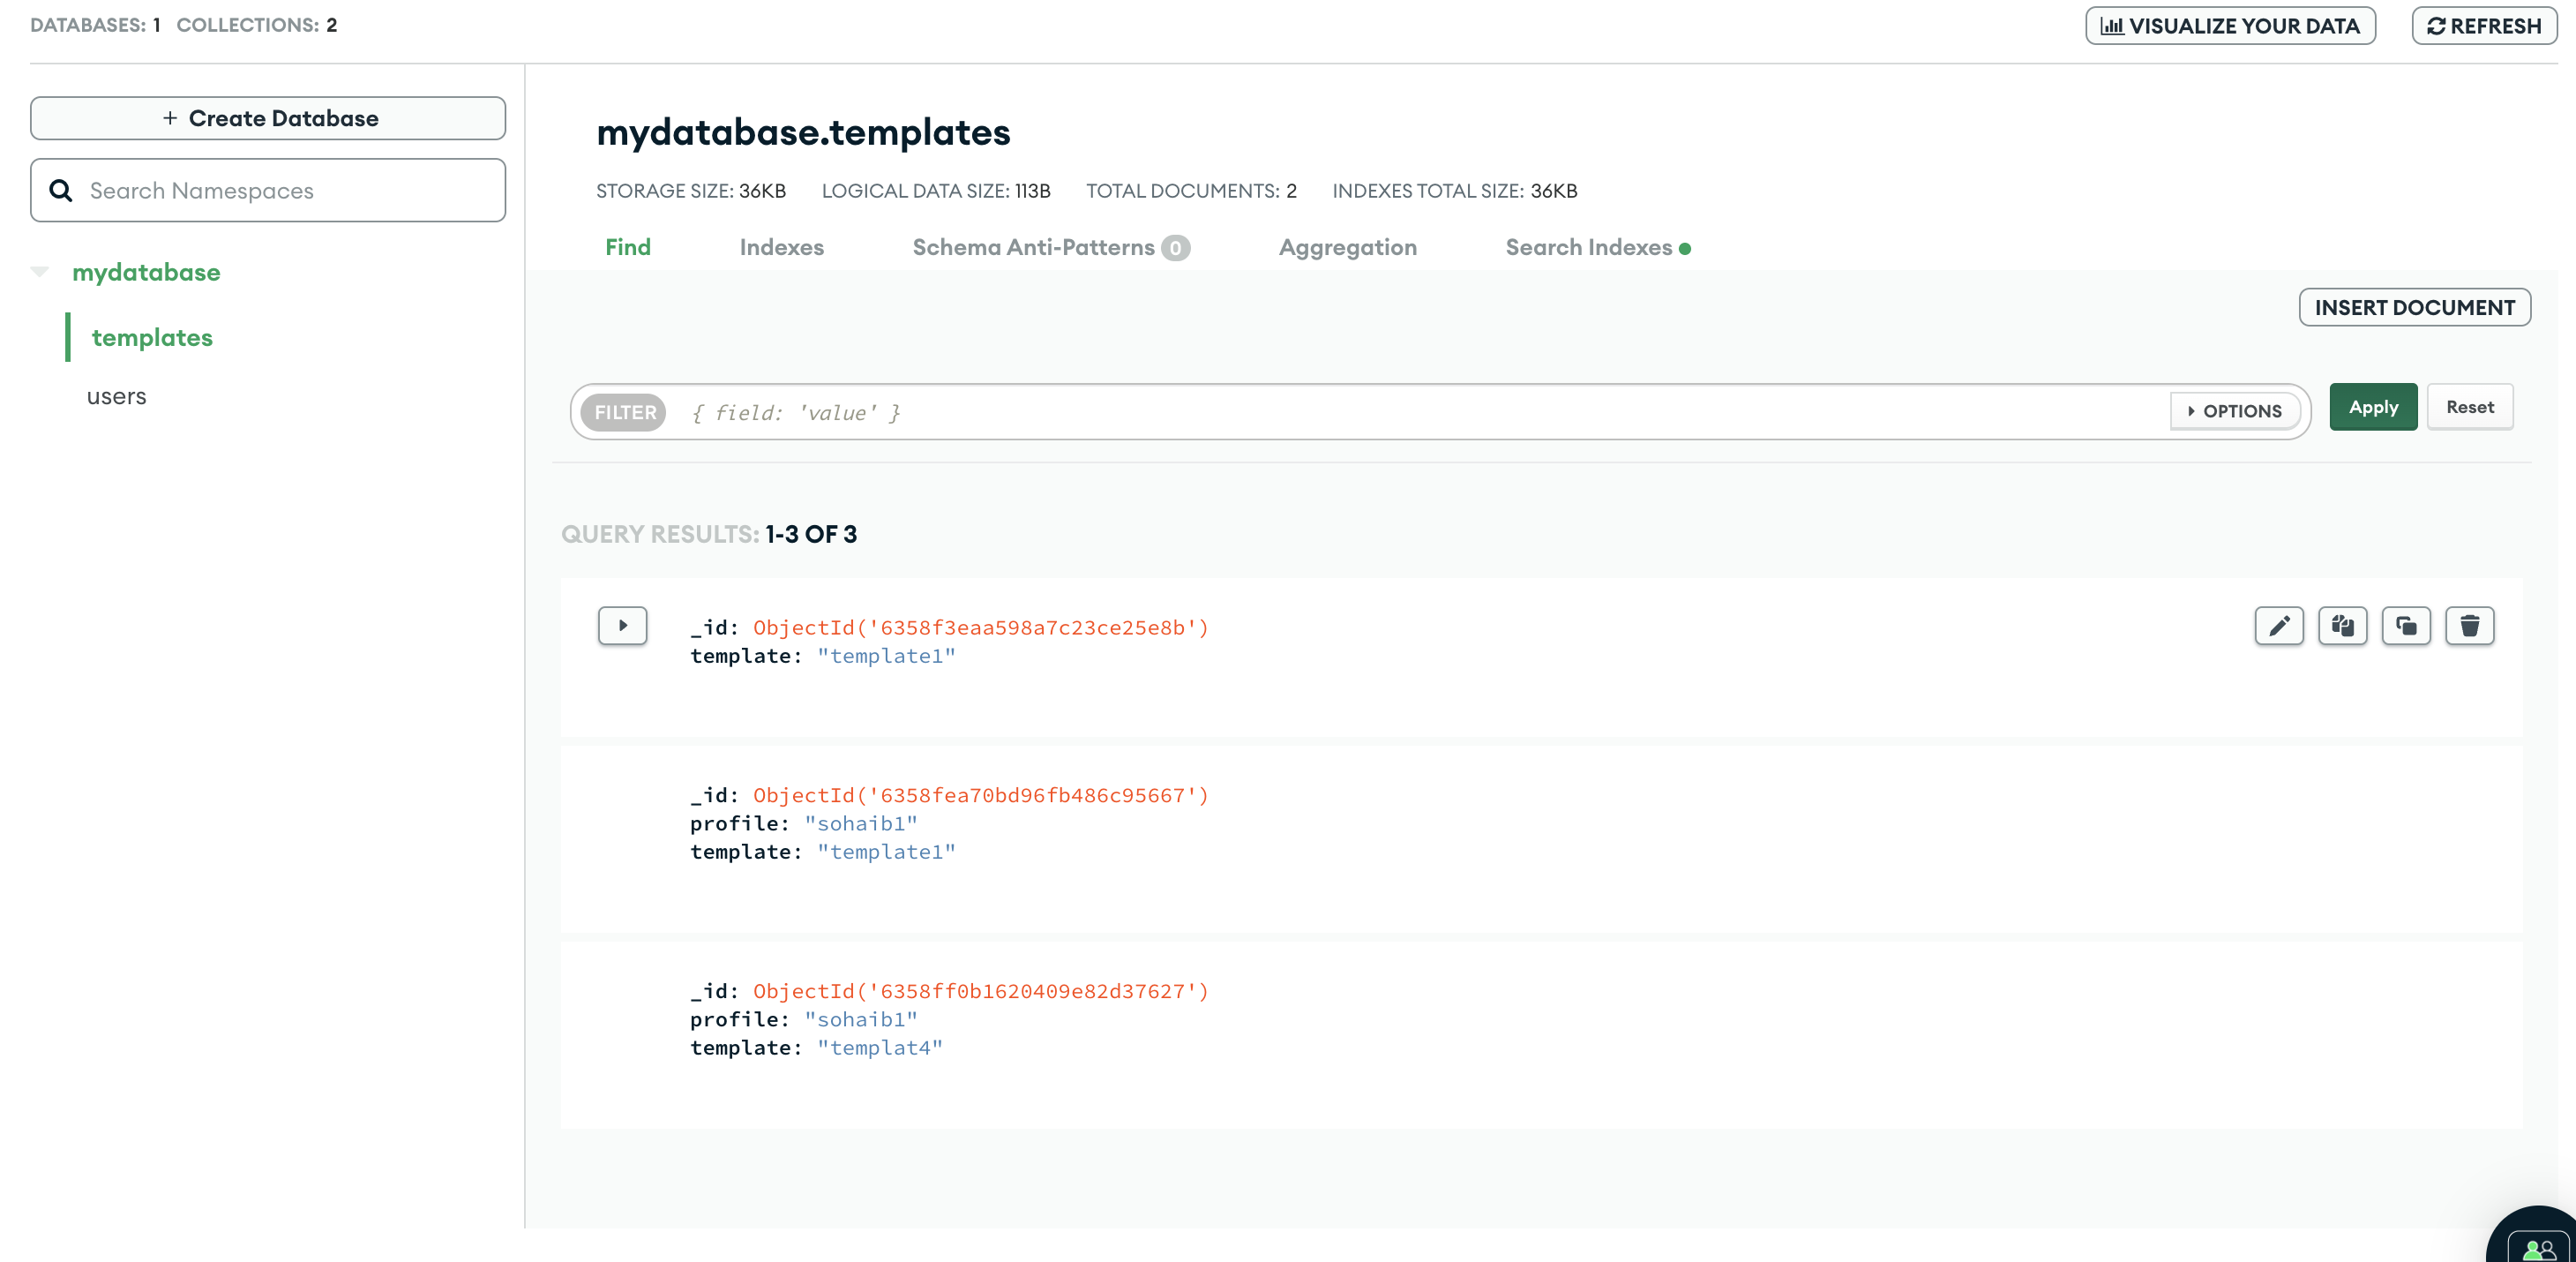 DATABASES: 1 COLLECTIONS: 2
VISUALIZE YOUR DATA
REFRESH
+ Create Database
Search Namespaces
mydatabase
templates
users
mydatabase.templates
STORAGE SIZE: 36KB LOGICAL DATA SIZE: 113B TOTAL DOCUMENTS: 2 INDEXES TOTAL SIZE: 36KB
Find Indexes Schema Anti-Patterns 0 Aggregation Search Indexes
INSERT DOCUMENT
FILTER { field: 'value' } OPTIONS Apply Reset
QUERY RESULTS: 1-3 OF 3
_id: ObjectId('6358f3eaa598a7c23ce25e8b')
template: "template1"
_id: ObjectId('6358fea70bd96fb486c95667')
profile: "sohaib1"
template: "template1"
_id: ObjectId('6358ff0b1620409e82d37627')
profile: "sohaib1"
template: "templat4"